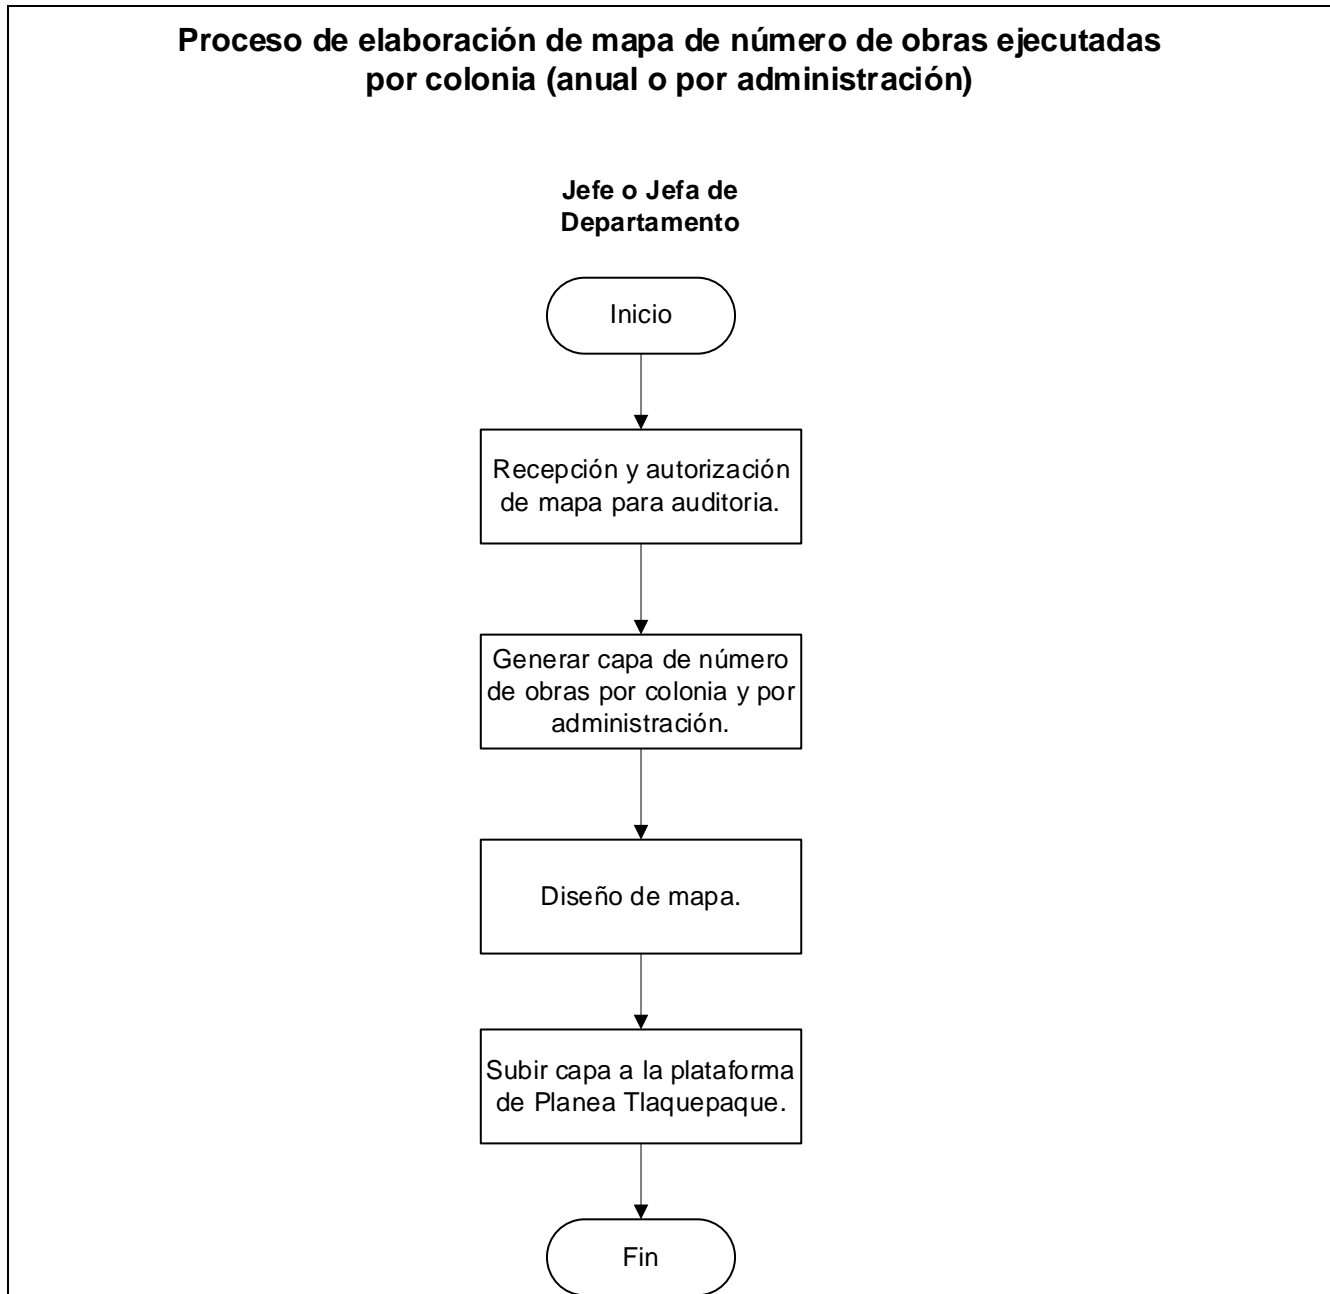 Proceso de elaboración de mapa de número de obras ejecutadas
por colonia (anual o por administración)
Jefe o Jefa de
Departamento
Inicio
Recepción y autorización
de mapa para auditoria.
Generar capa de número
de obras por colonia y por
administración.
Diseño de mapa.
Subir capa a la plataforma
de Planea Tlaquepaque.
Fin